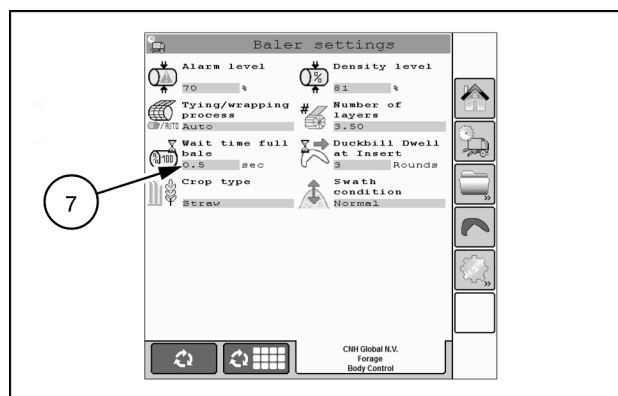 Baler settings
Alarm level
70 %
Density level
81 %
Tying/wrapping
process
/AUTO
Auto
#
Number of
layers
3.50
Wait time full
bale
100
0.5 sec
Duckbill Dwell
at Insert
3 Rounds
Crop type
Straw
Swath
condition
Normal
%
7
»
»
CNH Global N.V.
Forage
Body Control